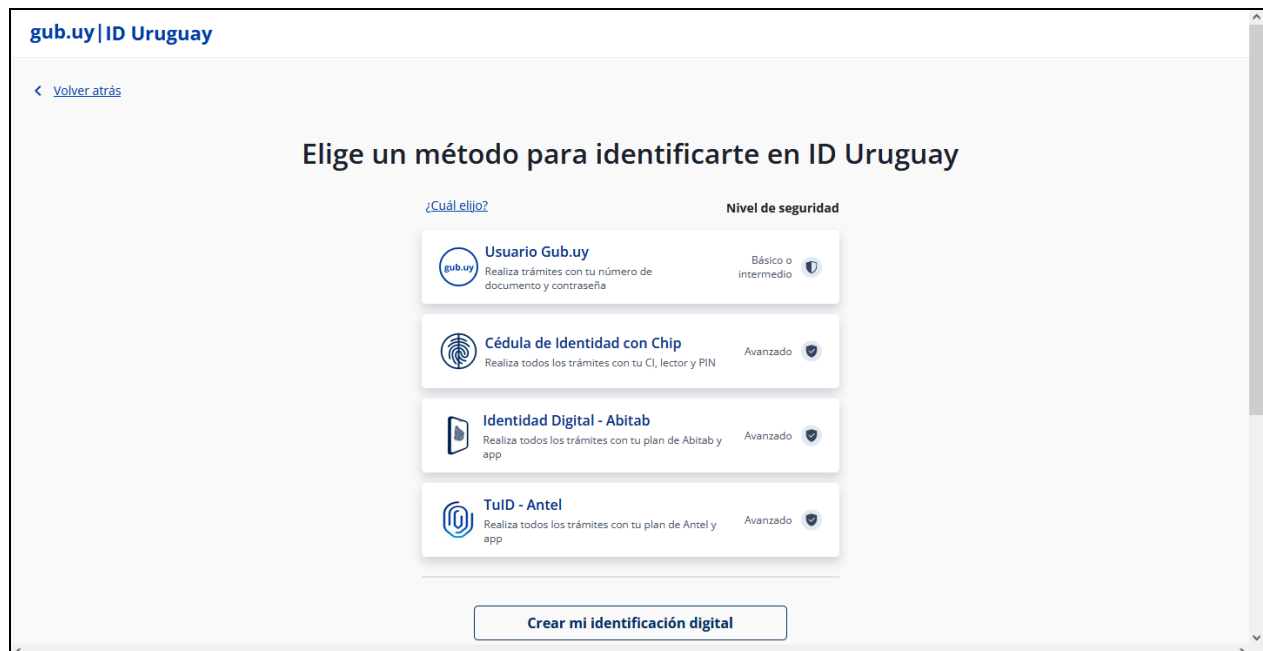 gub.uy|ID Uruguay
Volver atrás
Elige un método para identificarte en ID Uruguay
¿Cuál elijo?
Nivel de seguridad
gub.uy
Usuario Gub.uy
Realiza trámites con tu número de
documento y contraseña
Básico o
intermedio
Cédula de Identidad con Chip
Realiza todos los trámites con tu CI, lector y PIN
Avanzado
Identidad Digital - Abitab
Realiza todos los trámites con tu plan de Abitab y
app
Avanzado
TuID - Antel
Realiza todos los trámites con tu plan de Antel y
app
Avanzado
Crear mi identificación digital